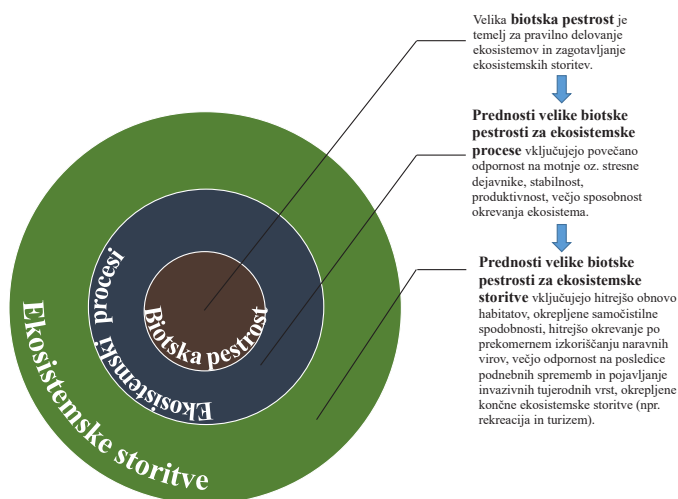 Velika biotska pestrost je
temelj za pravilno delovanje
ekosistemov in zagotavljanje
ekosistemskih storitev.
Prednosti velike biotske
pestrosti za ekosistemske
procese vključujejo povečano
odpornost na motnje oz. stresne
dejavnike, stabilnost,
produktivnost, večjo sposobnost
okrevanja ekosistema.
Prednosti velike biotske
pestrosti za ekosistemske
storitve vključujejo hitrejšo obnovo
habitatov, okrepljene samočistilne
spodobnosti, hitrejšo okrevanje po
prekomernem izkoriščanju naravnih
virov, večjo odpornost na posledice
podnebnih sprememb in pojavljanje
invazivnih tujerodnih vrst, okrepljene
končne ekosistemske storitve (npr.
rekreacija in turizem).
Biotska pestrost
Ekosistemski procesi
Ekosistemske storitve